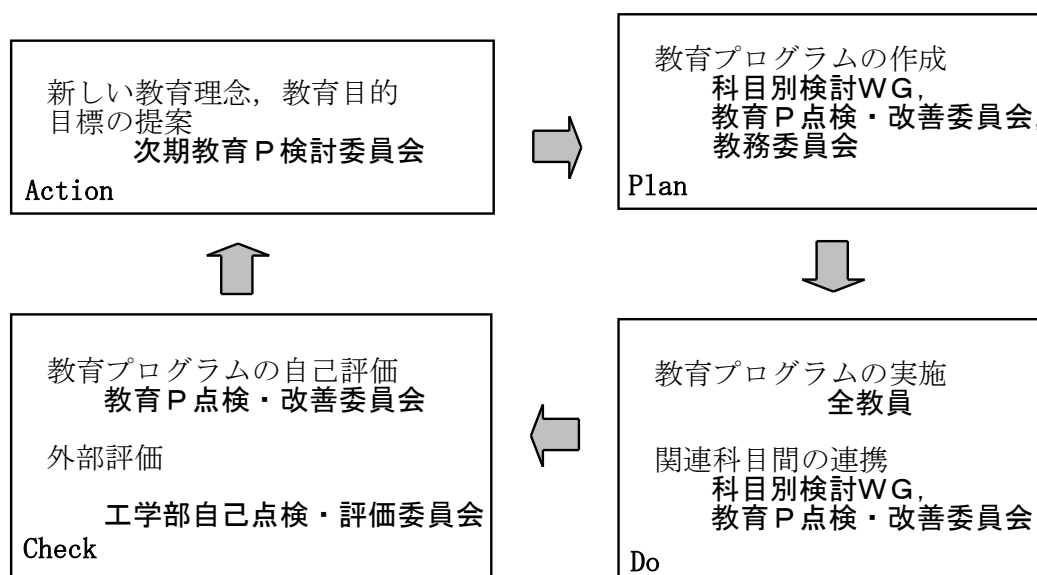 新しい教育理念，教育目的
目標の提案
次期教育Ｐ検討委員会
Action
教育プログラムの作成
科目別検討ＷＧ，
教育Ｐ点検・改善委員会，
教務委員会
Plan
教育プログラムの自己評価
教育Ｐ点検・改善委員会
外部評価
工学部自己点検・評価委員会
Check
教育プログラムの実施
全教員
関連科目間の連携
科目別検討ＷＧ，
教育Ｐ点検・改善委員会
Do